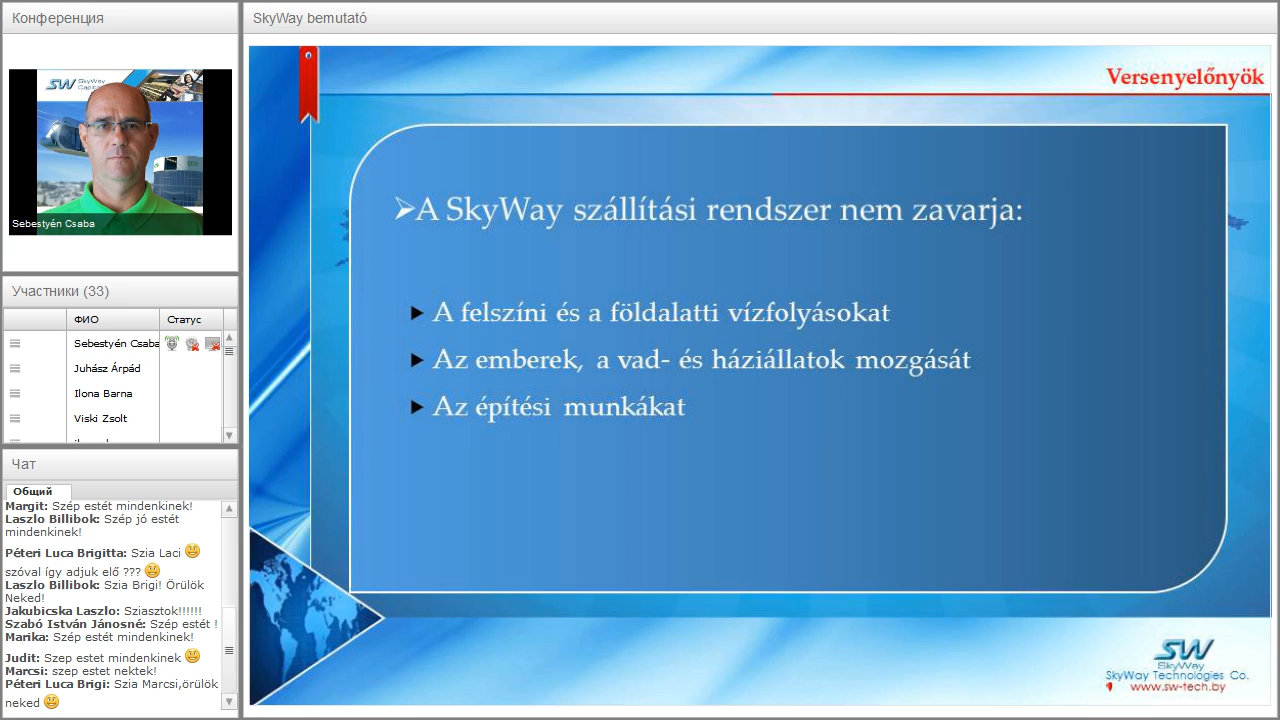 Конференция
SW SkyWay
Sebestyén Csaba
Участники (33)
ФИО Статус
Sebestyén Csaba
Juhász Árpád
Ilona Barna
Viski Zsolt
Чат
Общий
Margit: Szép estét mindenkinek!
Laszlo Billibok: Szép jó estét
mindenkinek!
Péteri Luca Brigitta: Szia Laci
szóval így adjuk elő ???
Laszlo Billibok: Szia Brigi! Örülök
Neked!
Jakubicska Laszlo: Sziasztok!!!!!!
Szabó István Jánosné: Szép estét !
Marika: Szép estét mindenkinek!
Judit: Szep estet mindenkinek
Marcsi: szep estet nektek!
Péteri Luca Brigi: Szia Marcsi,örülök
neked
SkyWay bemutató
Versenyelőnyök
A SkyWay szállítási rendszer nem zavarja:
A felszíni és a földalatti vízfolyásokat
Az emberek, a vad- és háziállatok mozgását
Az építési munkákat
SW
SkyWay
SkyWay Technologies Co.
www.sw-tech.by